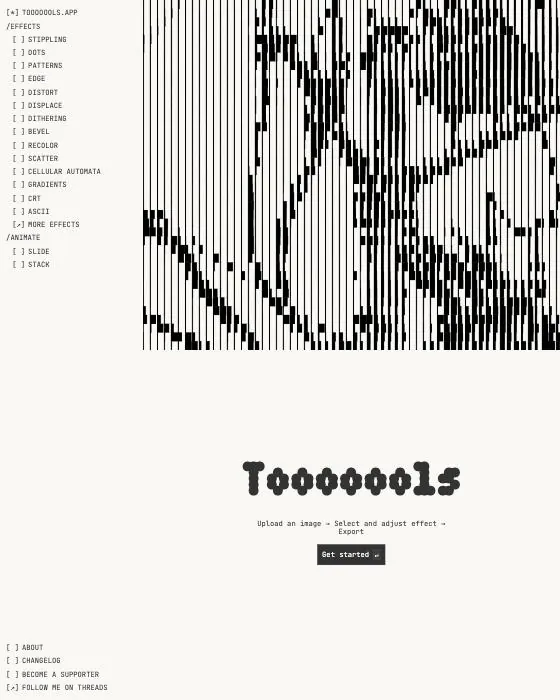 [*] TOOOOOLS.APP
/EFFECTS
[ ] STIPPLING
[ ] DOTS
[ ] PATTERNS
[ ] EDGE
[ ] DISTORT
[ ] DISPLACE
[ ] DITHERING
[ ] BEVEL
[ ] RECOLOR
[ ] SCATTER
[ ] CELLULAR AUTOMATA
[ ] GRADIENTS
[ ] CRT
[ ] ASCII
[↗] MORE EFFECTS
/ANIMATE
[ ] SLIDE
[ ] STACK
Tooooools
Upload an image → Select and adjust effect →
Export
Get started ↵
[ ] ABOUT
[ ] CHANGELOG
[ ] BECOME A SUPPORTER
[↗] FOLLOW ME ON THREADS